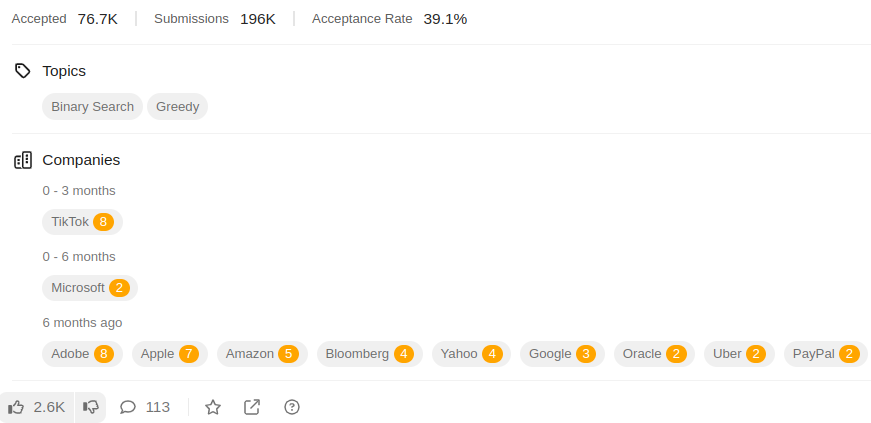 Accepted 76.7K Submissions 196K Acceptance Rate 39.1%
Topics
Binary Search Greedy
Companies
0 - 3 months
TikTok 8
0 - 6 months
Microsoft 2
6 months ago
Adobe 8 Apple 7 Amazon 5 Bloomberg 4 Yahoo 4 Google 3 Oracle 2 Uber 2 PayPal 2
2.6K 113